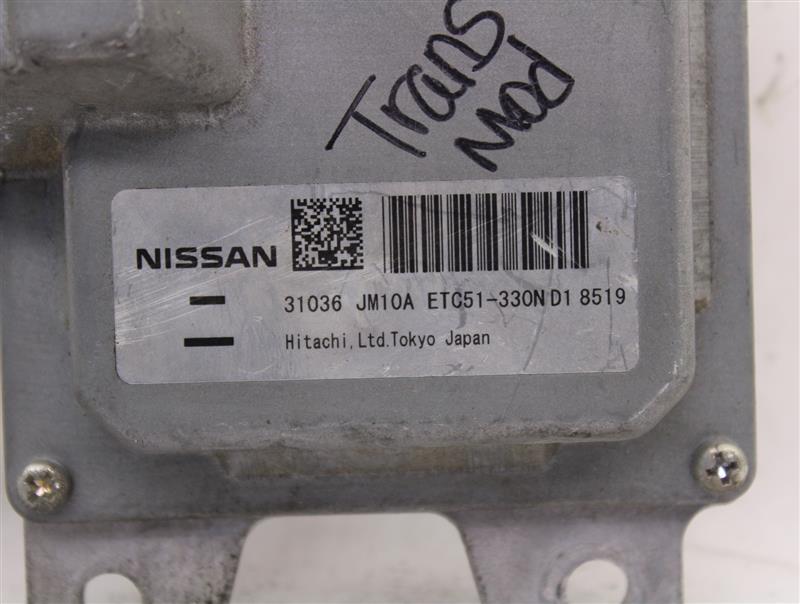 Trans
Mod
NISSAN
31036 JM10A ETC51-330N D1 8519
Hitachi,Ltd.Tokyo Japan